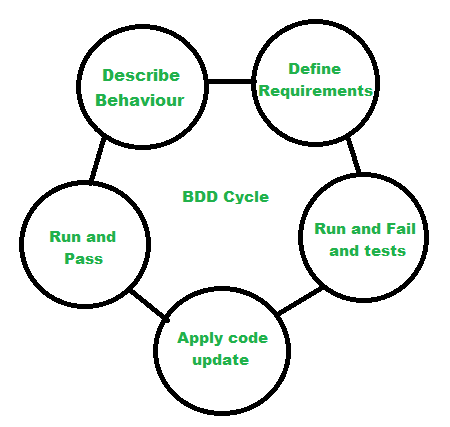 Describe
Behaviour
Define
Requirements
BDD Cycle
Run and
Pass
Run and Fail
and tests
Apply code
update